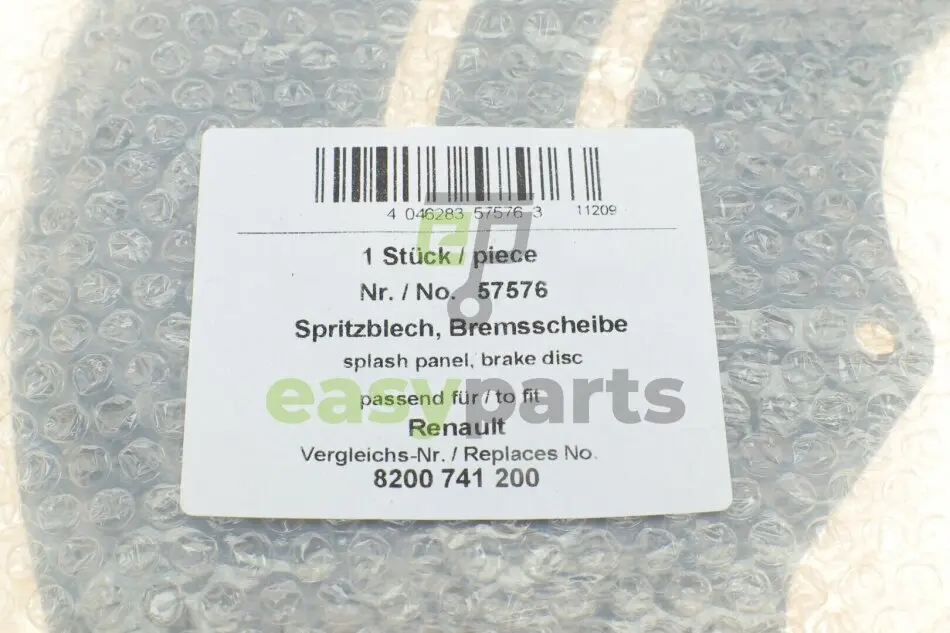 4 046283 57576 3 11209
1 Stück / piece
Nr. / No. 57576
Spritzblech, Bremsscheibe
splash panel, brake disc
easyparts
passend für / to fit
Renault
Vergleichs-Nr. / Replaces No.
8200 741 200